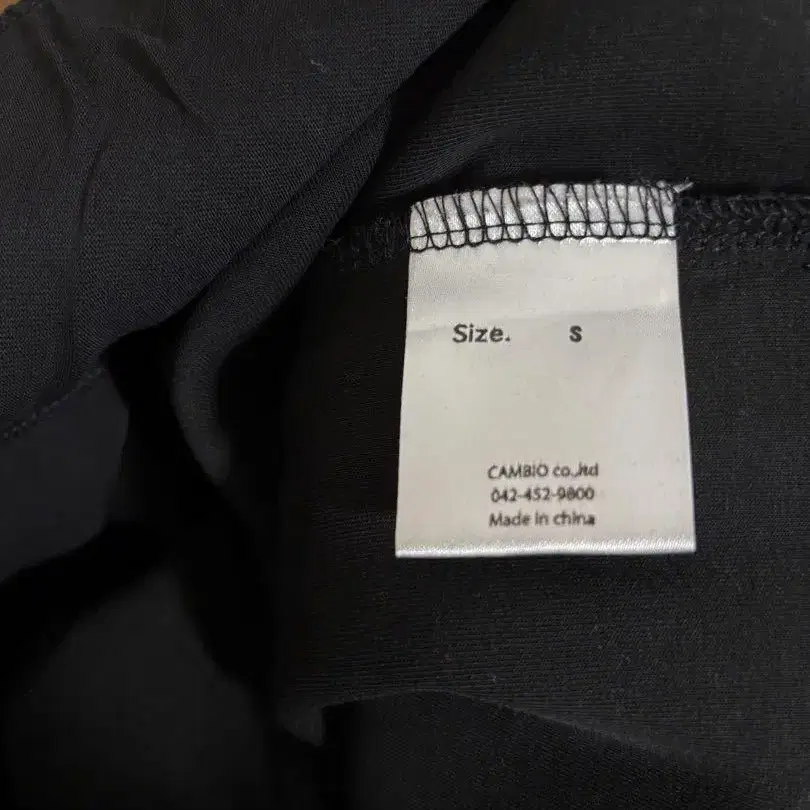 Size. S
CAMBIO co.,ltd
042-452-9800
Made in china